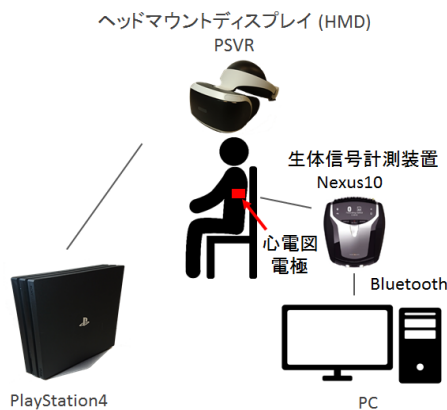 ヘッドマウントディスプレイ (HMD)
PSVR
生体信号計測装置
Nexus10
心電図
電極
Bluetooth
PlayStation4
PC